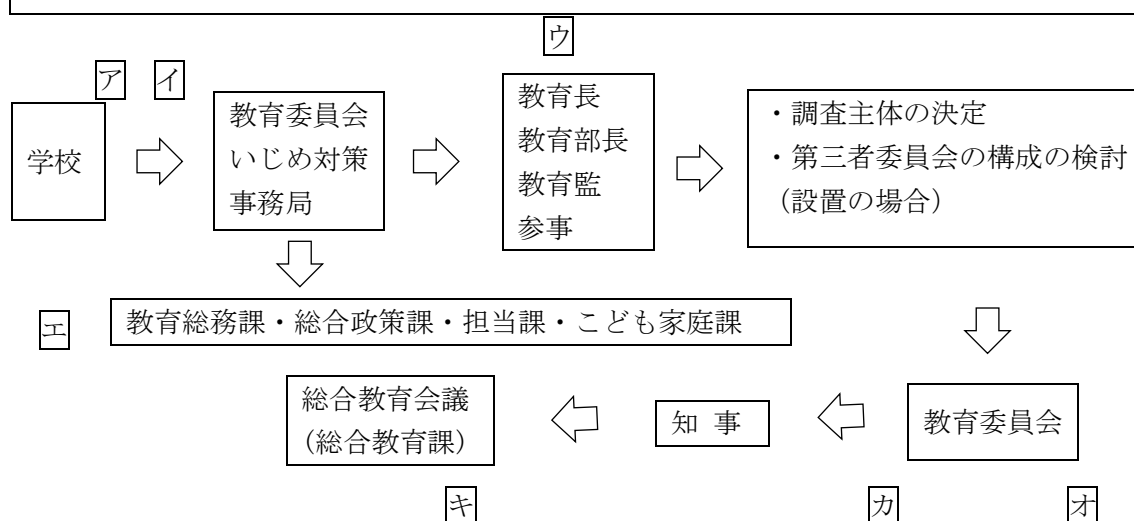 ウ
ア イ
学校
教育委員会
いじめ対策
事務局
教育長
教育部長
教育監
参事
・調査主体の決定
・第三者委員会の構成の検討
（設置の場合）
エ
教育総務課・総合政策課・担当課・こども家庭課
総合教育会議
（総合教育課）
知 事
教育委員会
キ
カ
オ